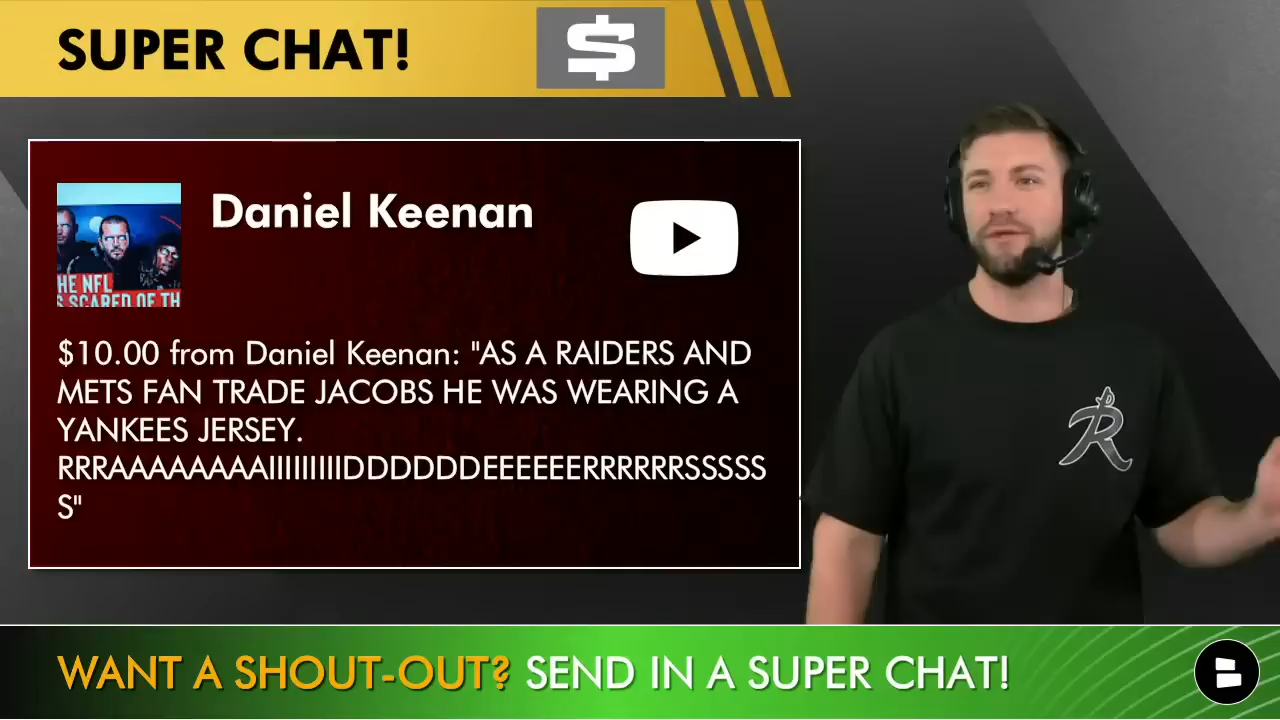 SUPER CHAT!
Daniel Keenan
HE NFL
S SCARED OF TH
$10.00 from Daniel Keenan: "AS A RAIDERS AND
METS FAN TRADE JACOBS HE WAS WEARING A
YANKEES JERSEY.
RRRAAAAAAAAIIIIIIIIIDDDDDDEEEEEERRRRRRSSSSS
S"
R
WANT A SHOUT-OUT? SEND IN A SUPER CHAT!